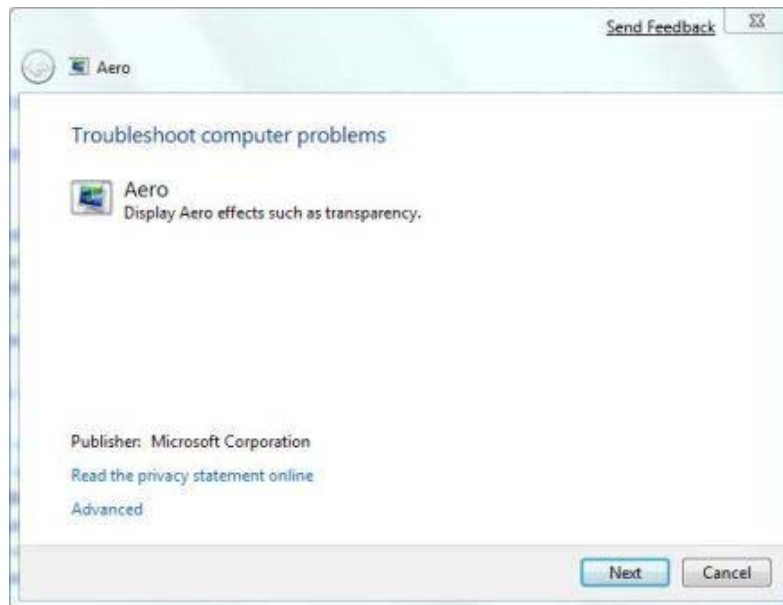 Send Feedback
Aero
Troubleshoot computer problems
Aero
Display Aero effects such as transparency.
Publisher: Microsoft Corporation
Read the privacy statement online
Advanced
Next Cancel